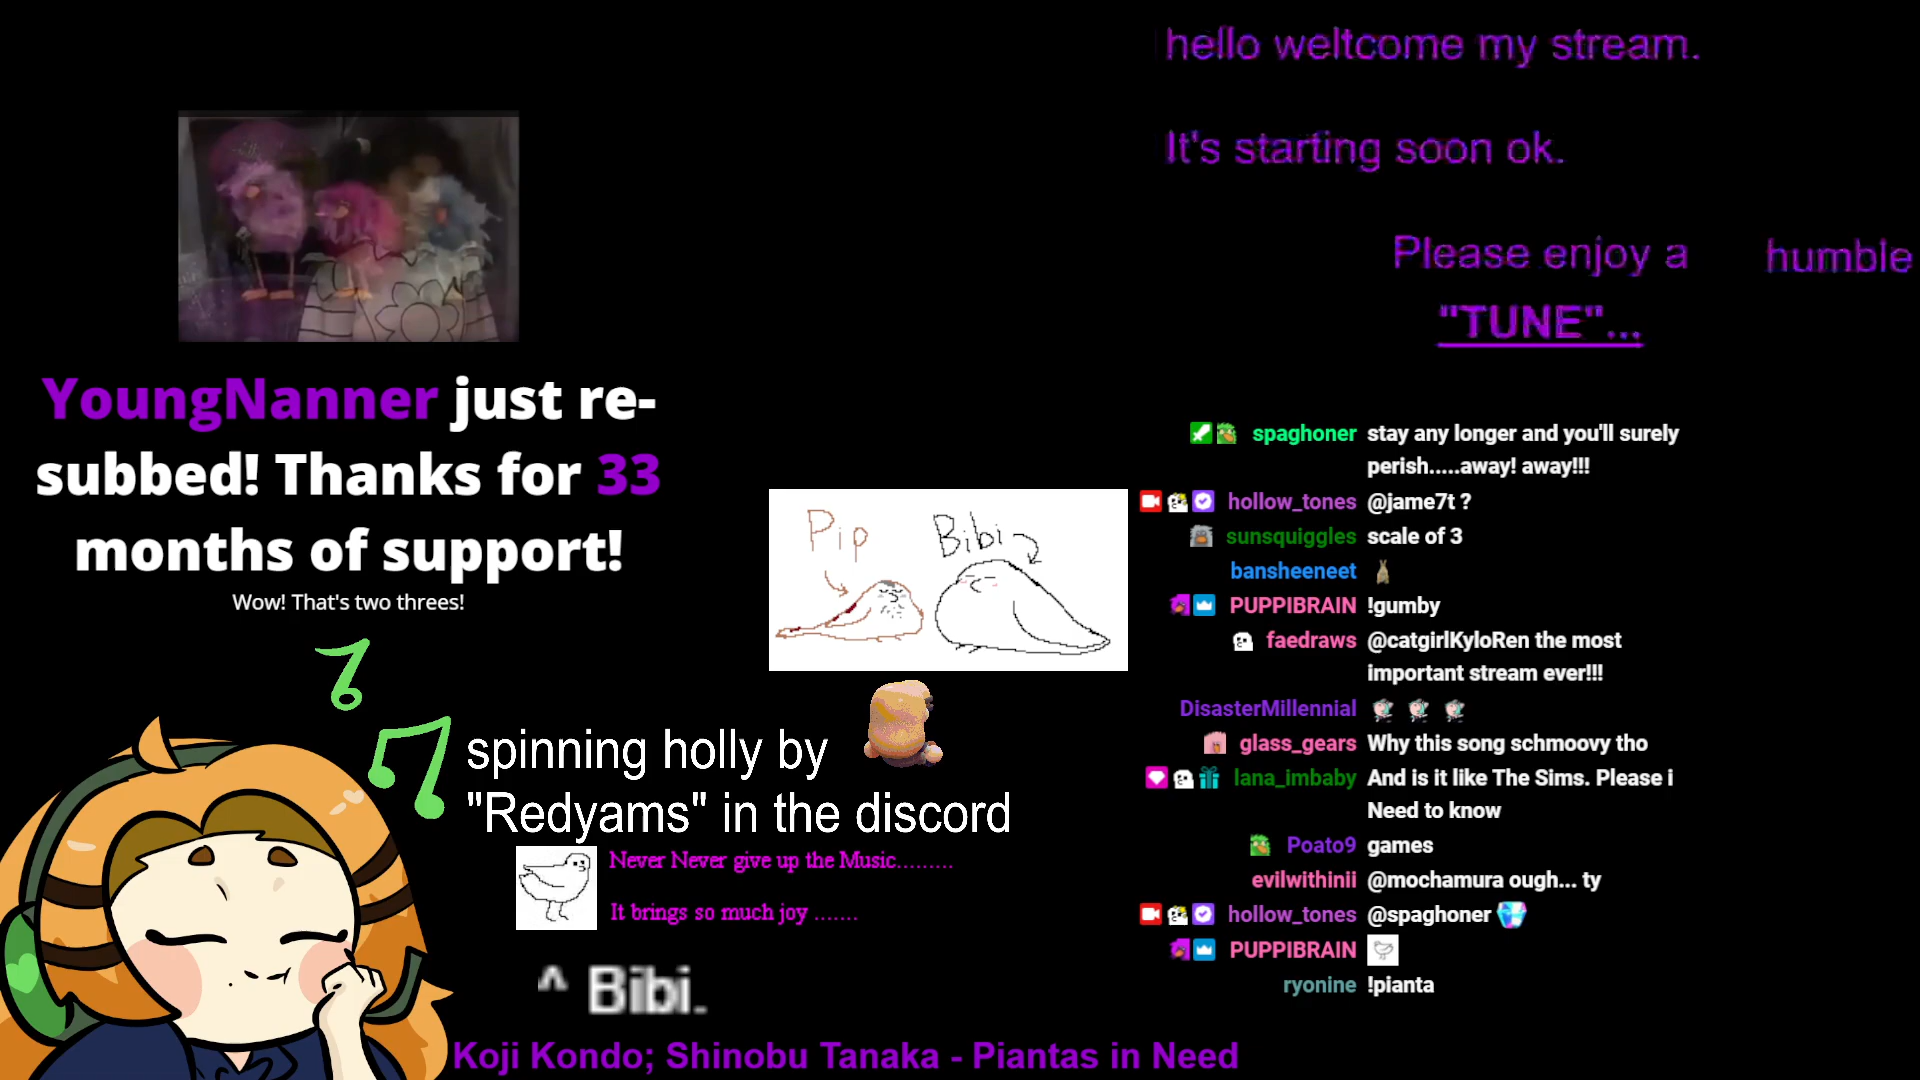 hello weltcome my stream.
It's starting soon ok.
Please enjoy a humble
"TUNE"...
YoungNanner just re-
subbed! Thanks for 33
months of support!
Wow! That's two threes!
Pip
Bibi
spinning holly by
"Redyams" in the discord
Never Never give up the Music.........
It brings so much joy .......
^ Bibi.
Koji Kondo; Shinobu Tanaka - Piantas in Need
spaghoner stay any longer and you'll surely
perish.....away! away!!!
hollow_tones @jame7t ?
sunsquiggles scale of 3
bansheeneet
PUPPIBRAIN !gumby
faedraws @catgirlKyloRen the most
important stream ever!!!
DisasterMillennial
glass_gears Why this song schmoovy tho
lana_imbaby And is it like The Sims. Please i
Need to know
Poato9 games
evilwithinii @mochamura ough... ty
hollow_tones @spaghoner
PUPPIBRAIN
ryonine !pianta